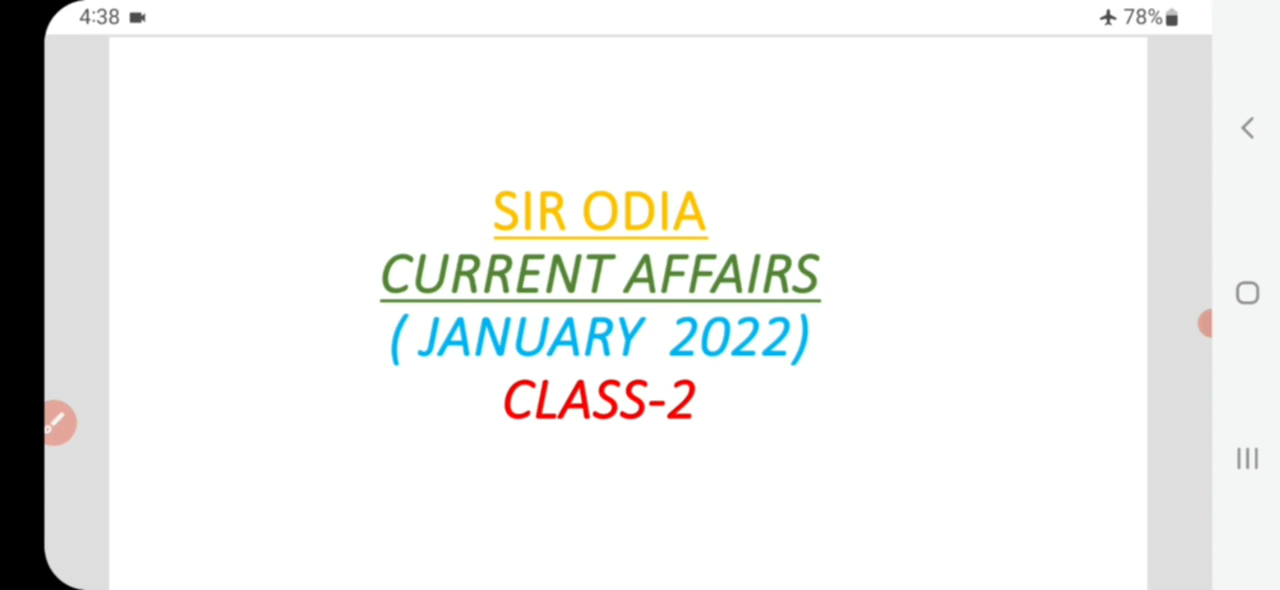 4:38
78%
SIR ODIA
CURRENT AFFAIRS
( JANUARY 2022)
CLASS-2